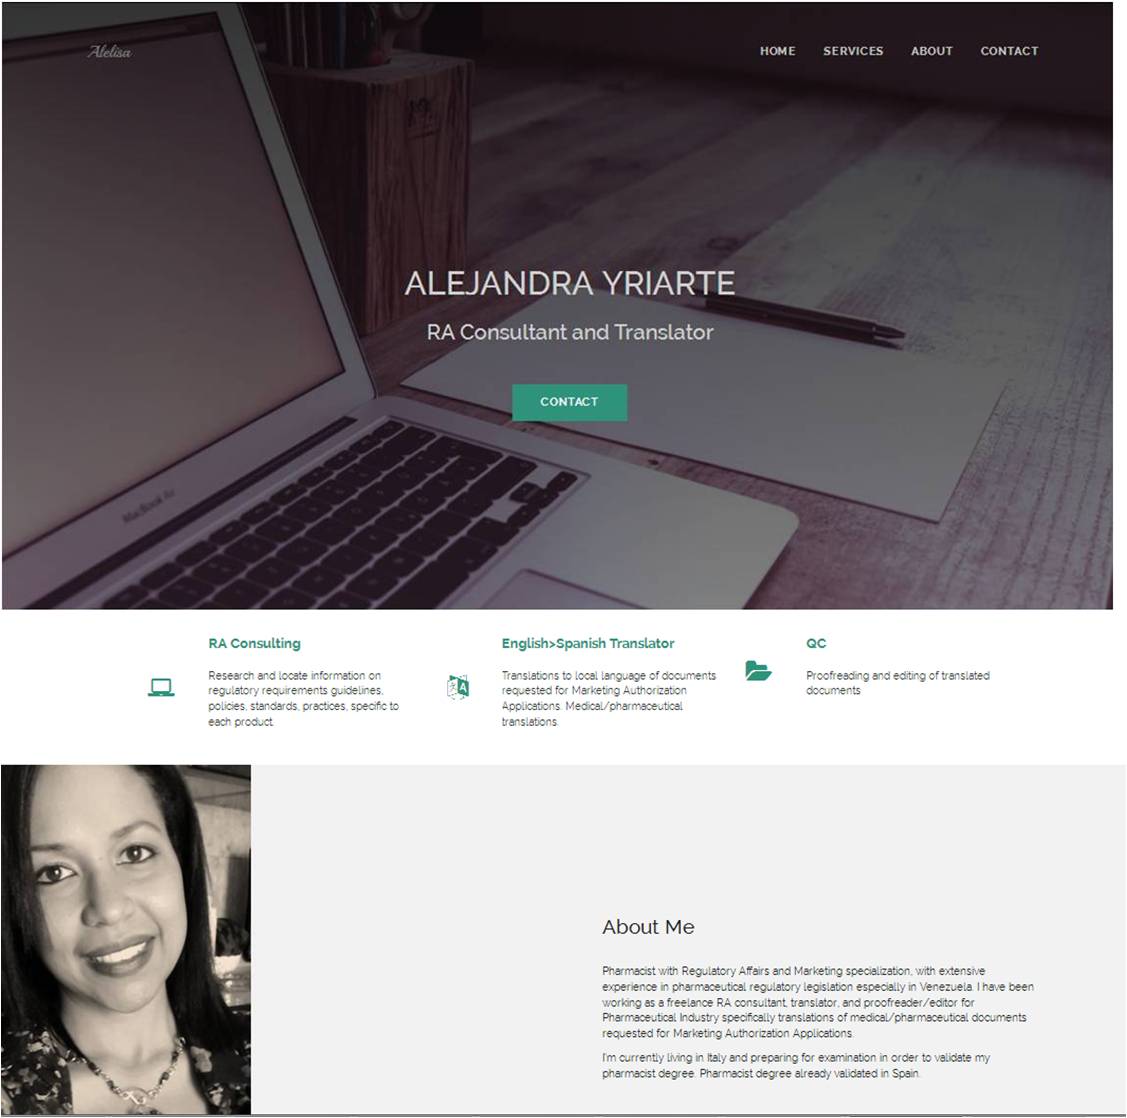 Alelisa
HOME SERVICES ABOUT CONTACT
ALEJANDRA YRIARTE
RA Consultant and Translator
CONTACT
MacBook Air
RA Consulting
Research and locate information on
regulatory requirements guidelines,
policies, standards, practices, specific to
each product.
English>Spanish Translator
Translations to local language of documents
requested for Marketing Authorization
Applications. Medical/pharmaceutical
translations.
QC
Proofreading and editing of translated
documents
About Me
Pharmacist with Regulatory Affairs and Marketing specialization, with extensive
experience in pharmaceutical regulatory legislation especially in Venezuela. I have been
working as a freelance RA consultant, translator, and proofreader/editor for
Pharmaceutical Industry specifically translations of medical/pharmaceutical documents
requested for Marketing Authorization Applications.
I'm currently living in Italy and preparing for examination in order to validate my
pharmacist degree. Pharmacist degree already validated in Spain.